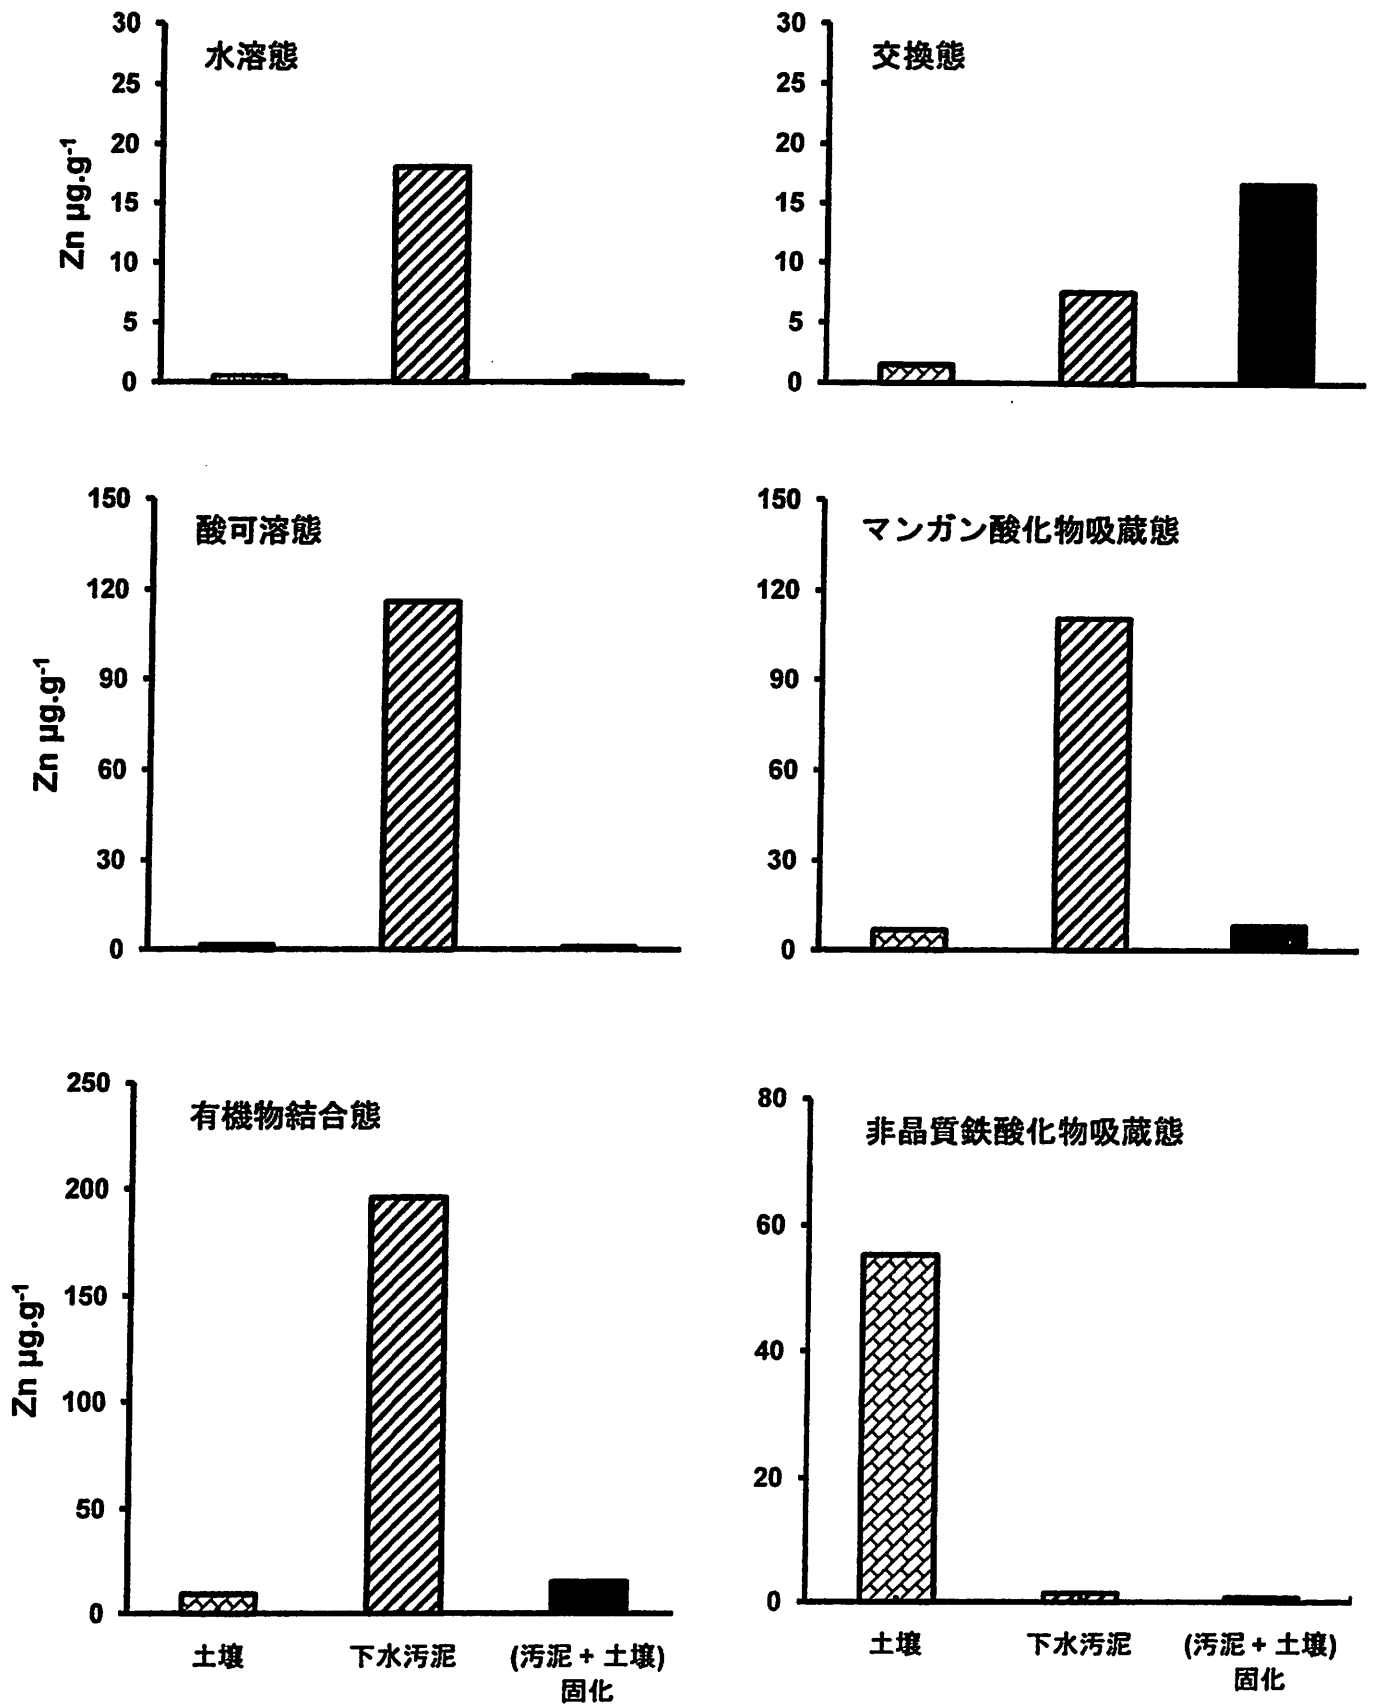 水溶態
30
25
20
15
10
5
0
Zn µg.g-1
交換態
30
25
20
15
10
5
0
酸可溶態
150
120
90
60
30
0
Zn µg.g-1
マンガン酸化物吸蔵態
150
120
90
60
30
0
有機物結合態
250
200
150
100
50
0
Zn µg.g-1
土壌
下水汚泥
(汚泥 + 土壌)
固化
非晶質鉄酸化物吸蔵態
80
60
40
20
0
土壌
下水汚泥
(汚泥 + 土壌)
固化